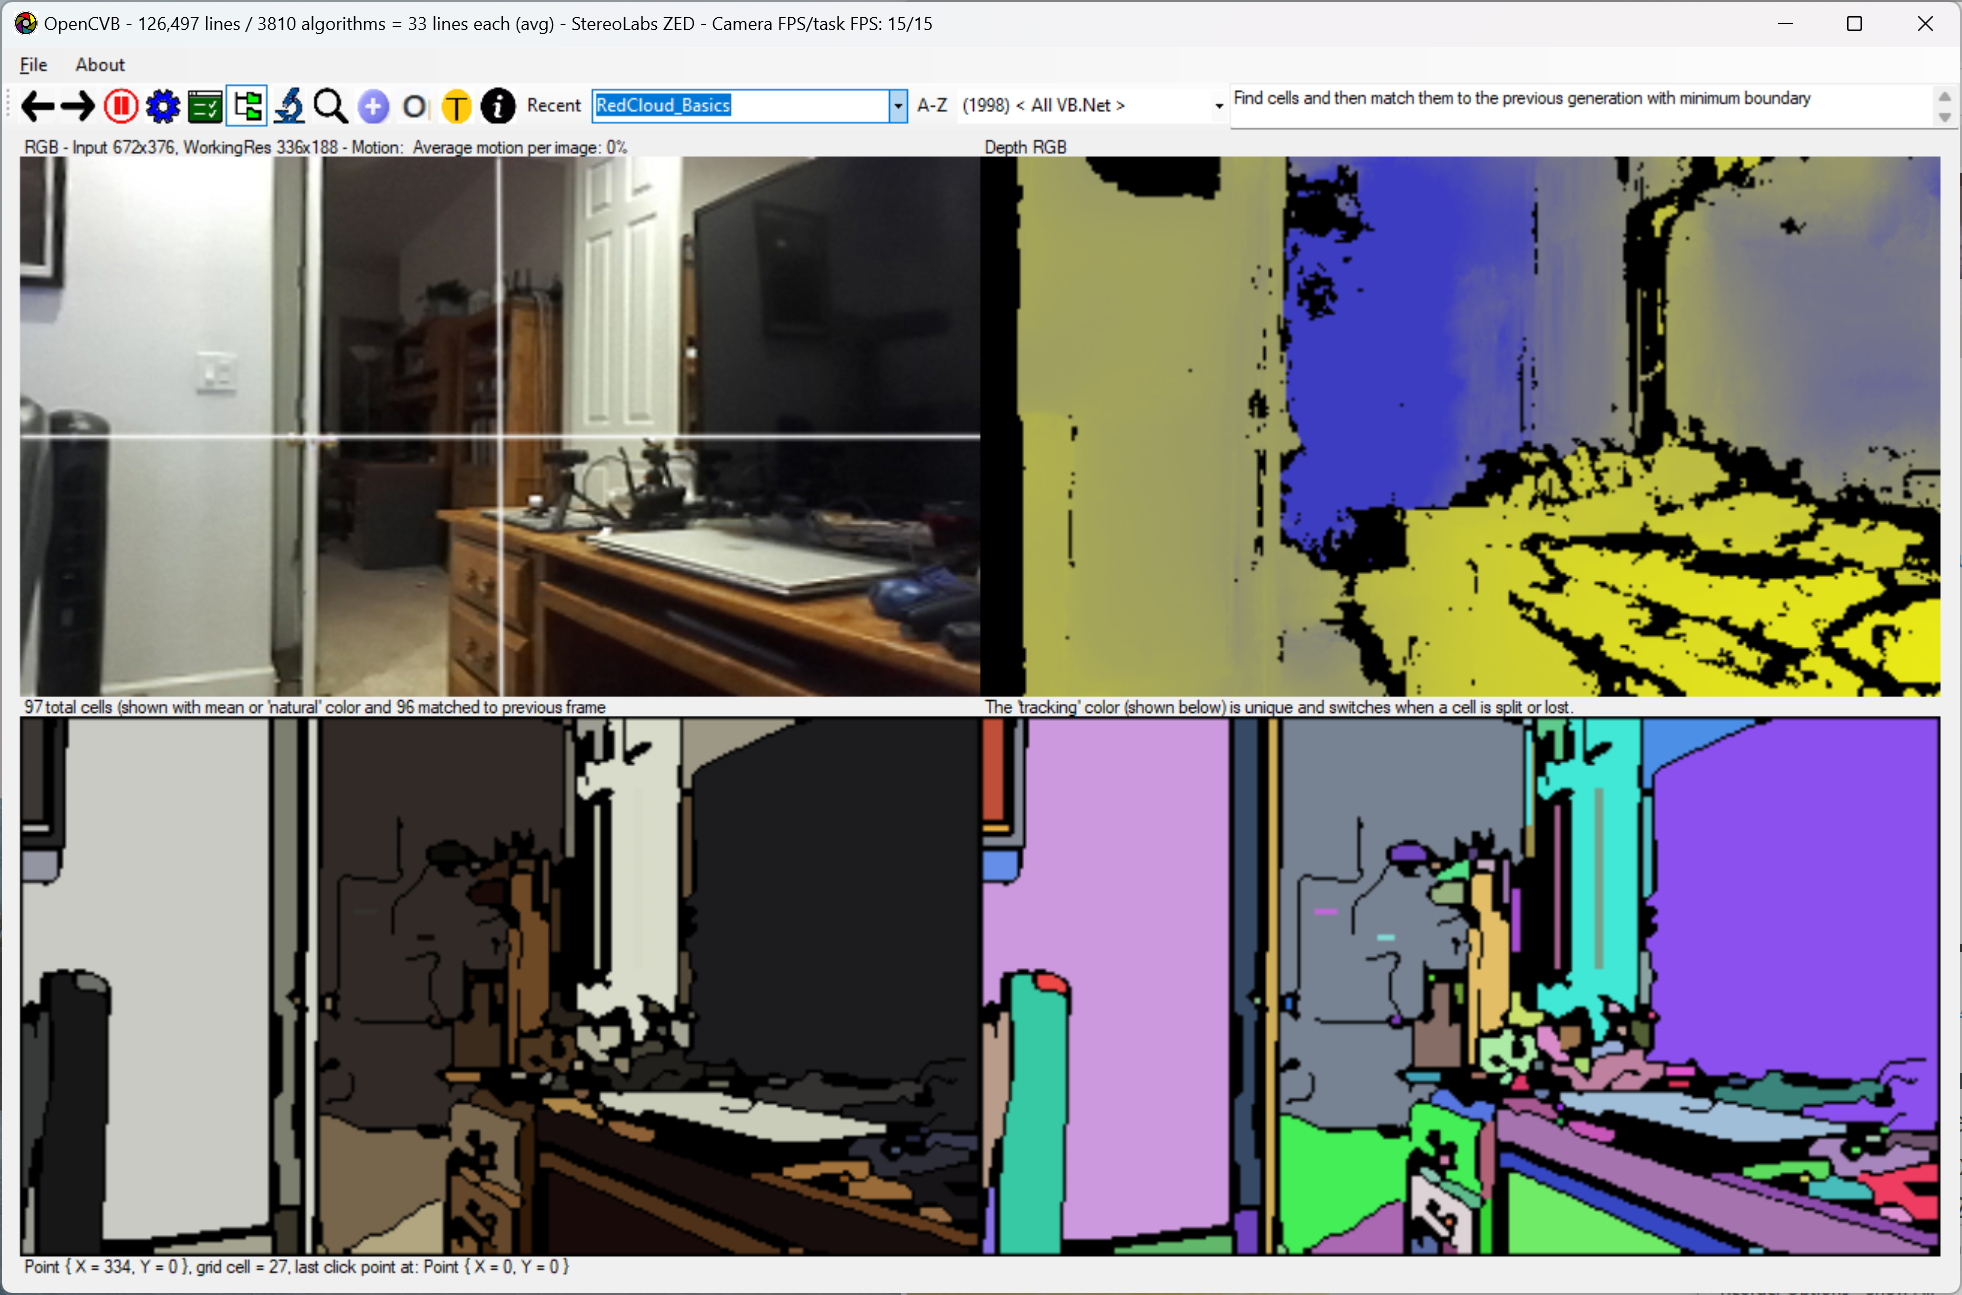 OpenCVB - 126,497 lines / 3810 algorithms = 33 lines each (avg) - StereoLabs ZED - Camera FPS/task FPS: 15/15
File About
Recent RedCloud_Basics A-Z (1998) < All VB.Net > Find cells and then match them to the previous generation with minimum boundary
RGB - Input 672x376, WorkingRes 336x188 - Motion: Average motion per image: 0% Depth RGB
97 total cells (shown with mean or 'natural' color and 96 matched to previous frame The 'tracking' color (shown below) is unique and switches when a cell is split or lost.
Point { X = 334, Y = 0 }, grid cell = 27, last click point at: Point { X = 0, Y = 0 }